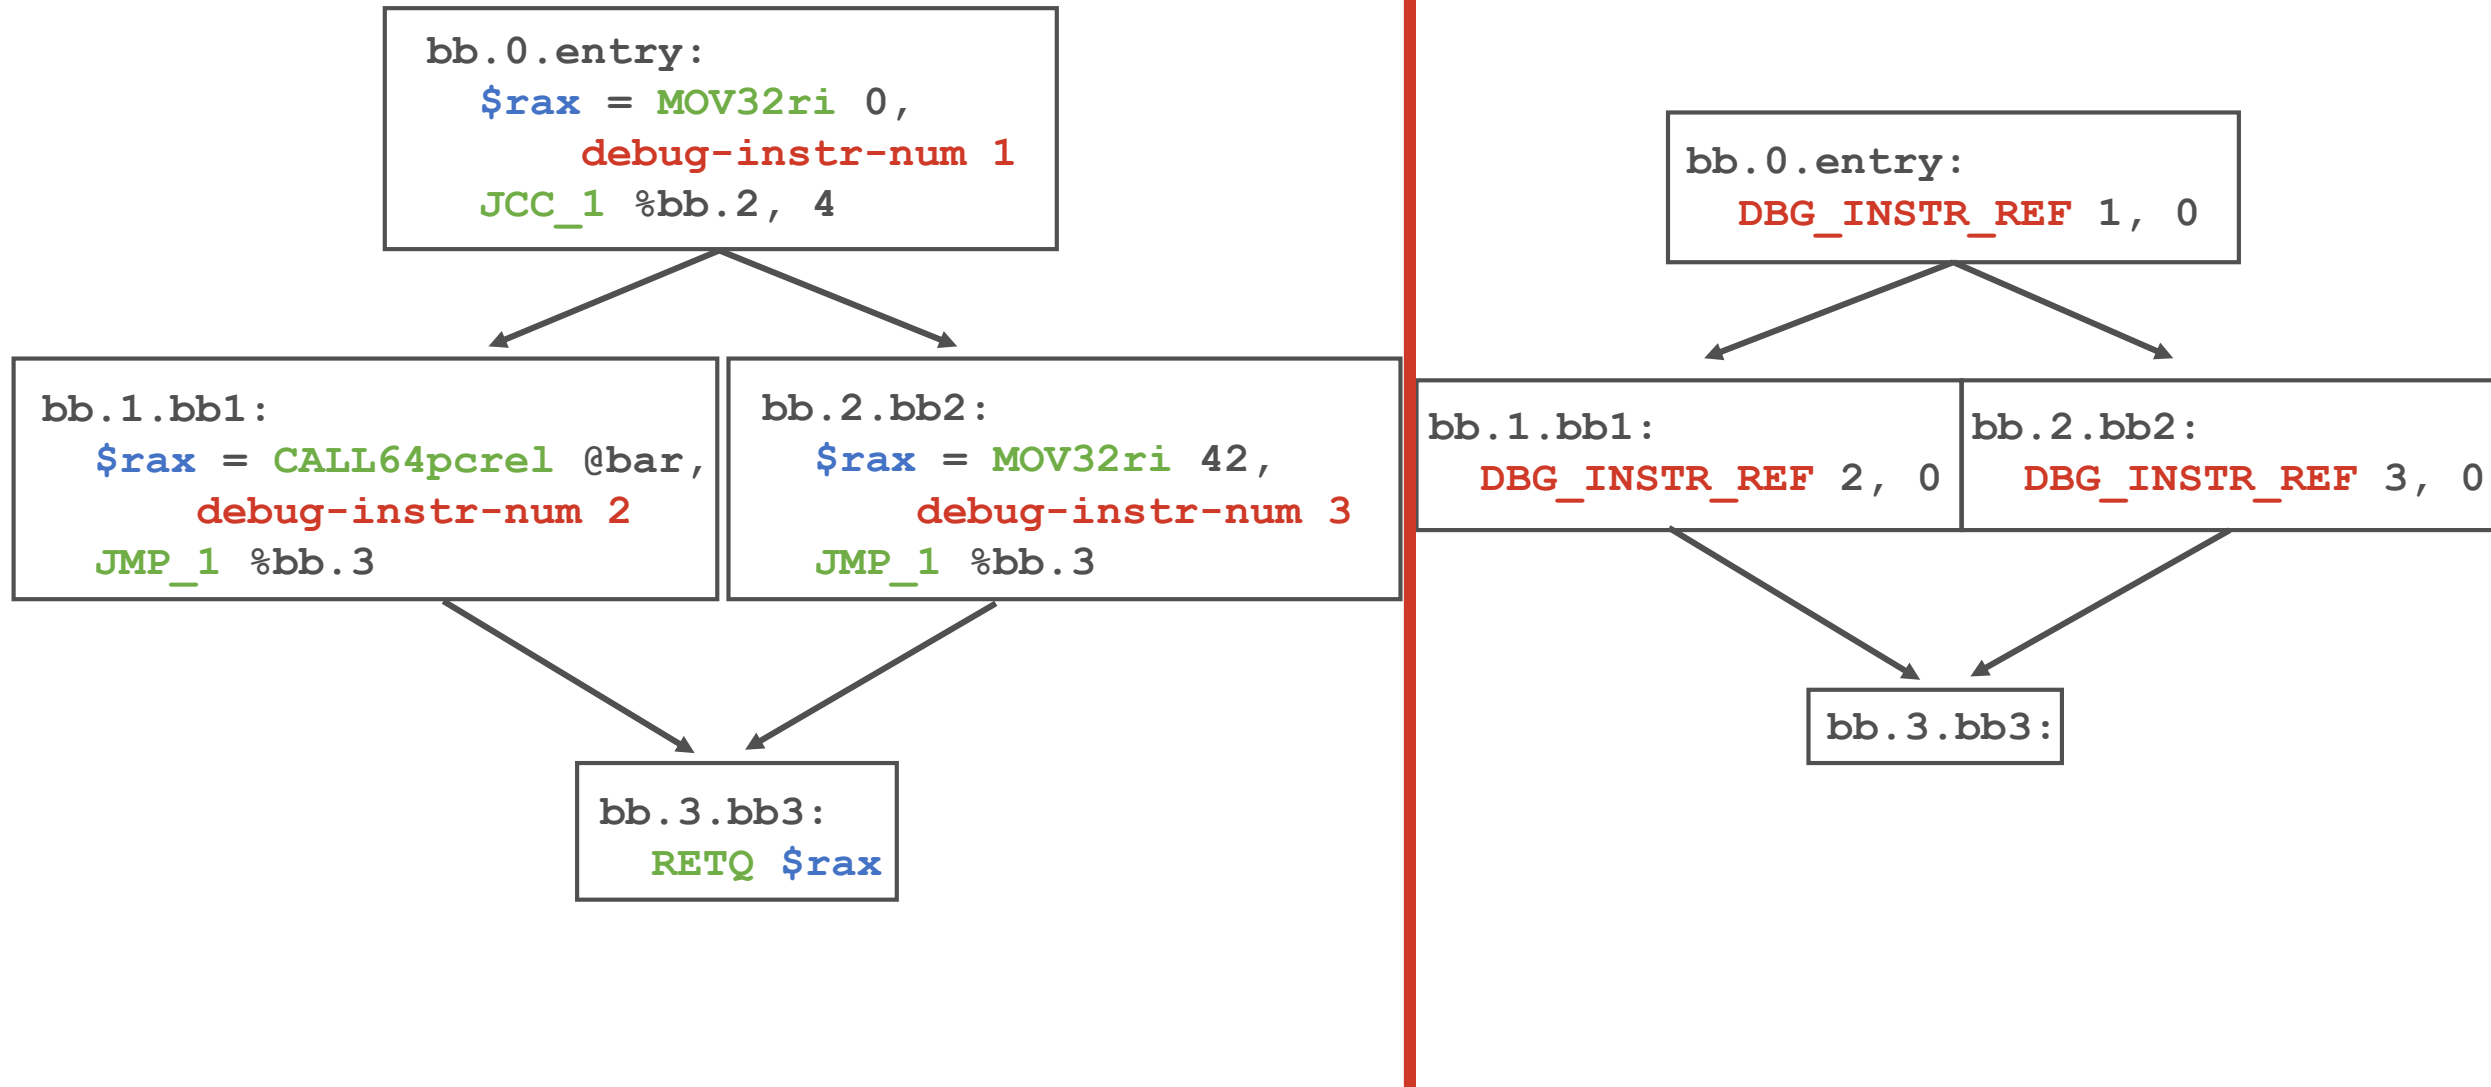 bb.0.entry:
$rax = MOV32ri 0,
debug-instr-num 1
JCC_1 %bb.2, 4
bb.1.bb1:
$rax = CALL64pcrel @bar,
debug-instr-num 2
JMP_1 %bb.3
bb.2.bb2:
$rax = MOV32ri 42,
debug-instr-num 3
JMP_1 %bb.3
bb.3.bb3:
RETQ $rax
bb.0.entry:
DBG_INSTR_REF 1, 0
bb.1.bb1:
DBG_INSTR_REF 2, 0
bb.2.bb2:
DBG_INSTR_REF 3, 0
bb.3.bb3: